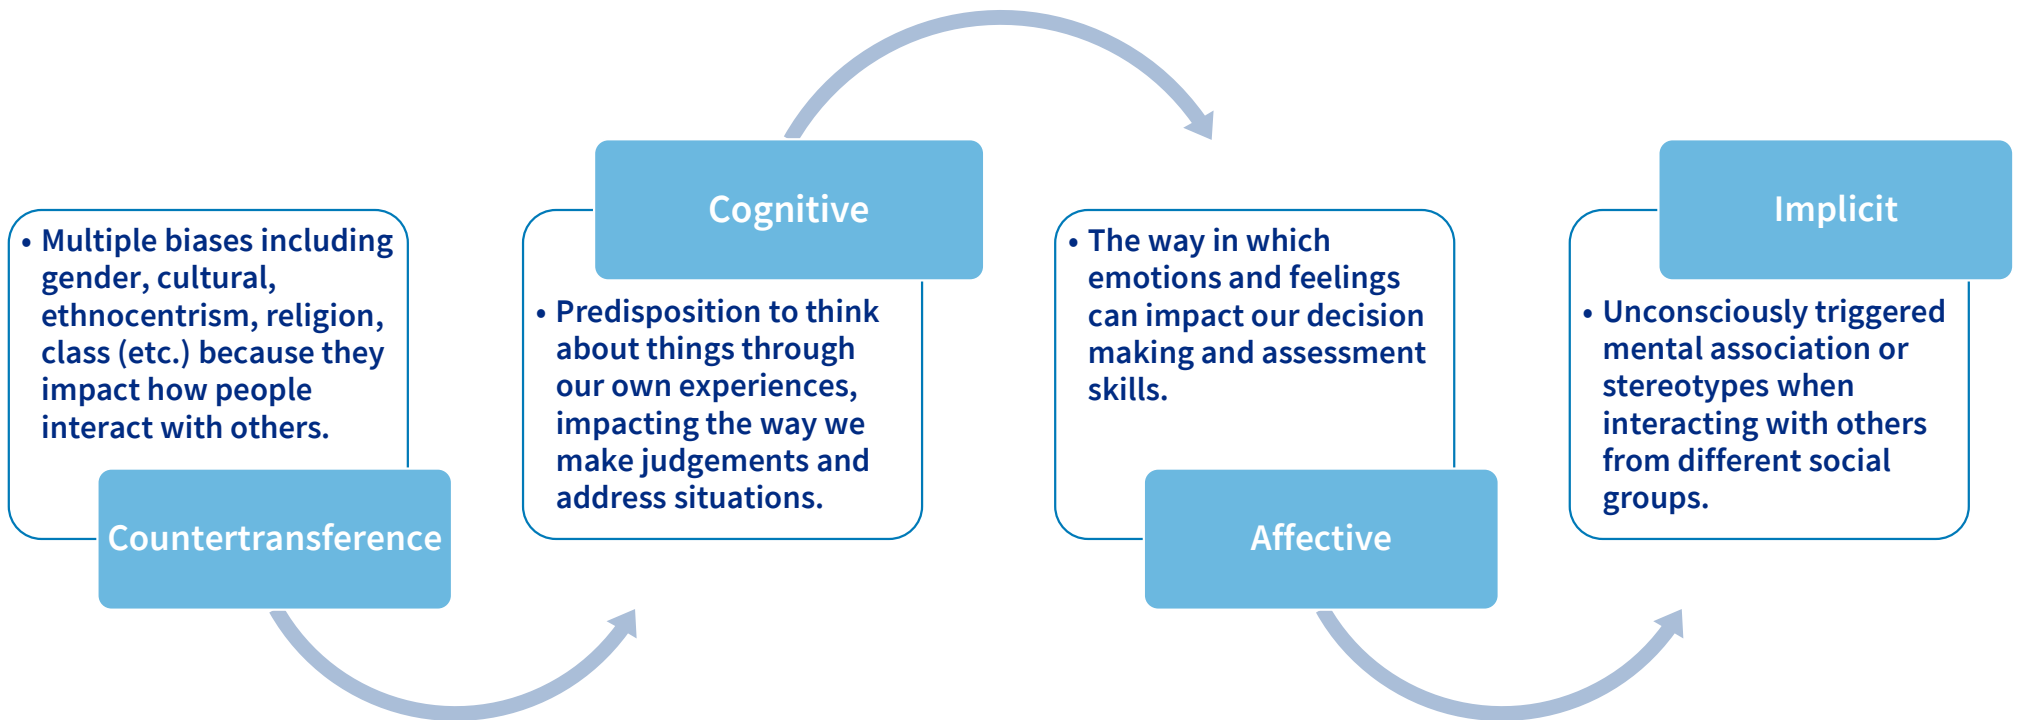 • Multiple biases including
gender, cultural,
ethnocentrism, religion,
class (etc.) because they
impact how people
interact with others.
Countertransference
Cognitive
• Predisposition to think
about things through
our own experiences,
impacting the way we
make judgements and
address situations.
• The way in which
emotions and feelings
can impact our decision
making and assessment
skills.
Affective
Implicit
• Unconsciously triggered
mental association or
stereotypes when
interacting with others
from different social
groups.